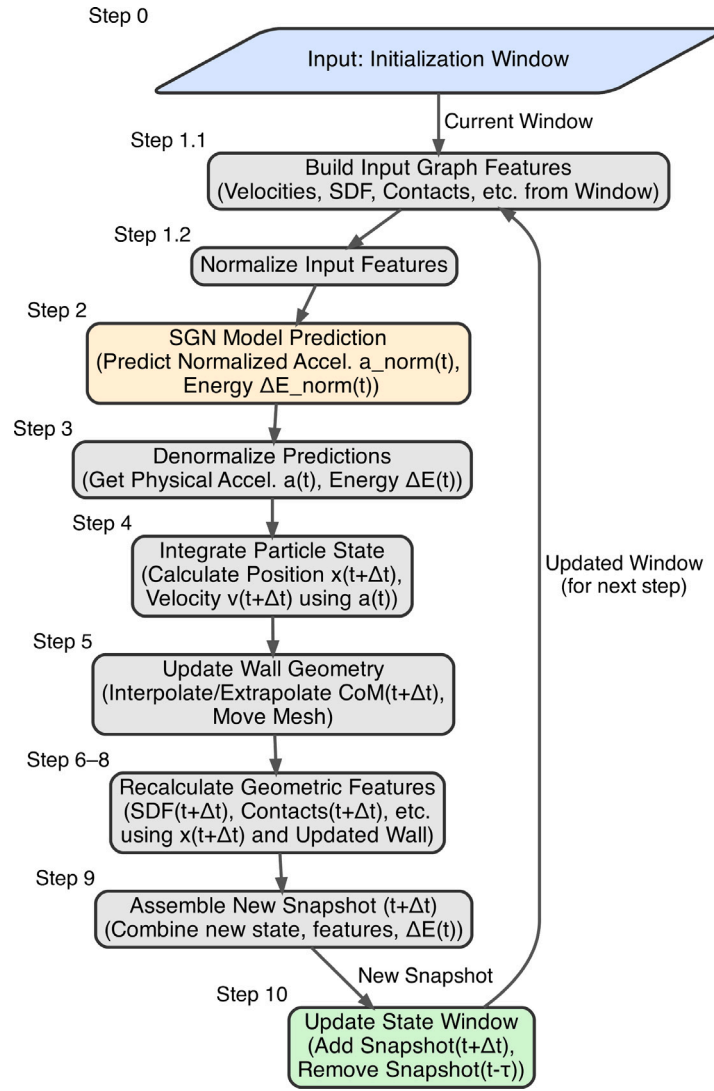 Step 0
Input: Initialization Window
Current Window
Step 1.1
Build Input Graph Features
(Velocities, SDF, Contacts, etc. from Window)
Step 1.2
Normalize Input Features
Step 2
SGN Model Prediction
(Predict Normalized Accel. a_norm(t),
Energy ΔE_norm(t))
Step 3
Denormalize Predictions
(Get Physical Accel. a(t), Energy ΔE(t))
Step 4
Integrate Particle State
(Calculate Position x(t+Δt),
Velocity v(t+Δt) using a(t))
Updated Window
(for next step)
Step 5
Update Wall Geometry
(Interpolate/Extrapolate CoM(t+Δt),
Move Mesh)
Step 6–8
Recalculate Geometric Features
(SDF(t+Δt), Contacts(t+Δt), etc.
using x(t+Δt) and Updated Wall)
Step 9
Assemble New Snapshot (t+Δt)
(Combine new state, features, ΔE(t))
New Snapshot
Step 10
Update State Window
(Add Snapshot(t+Δt),
Remove Snapshot(t-τ))